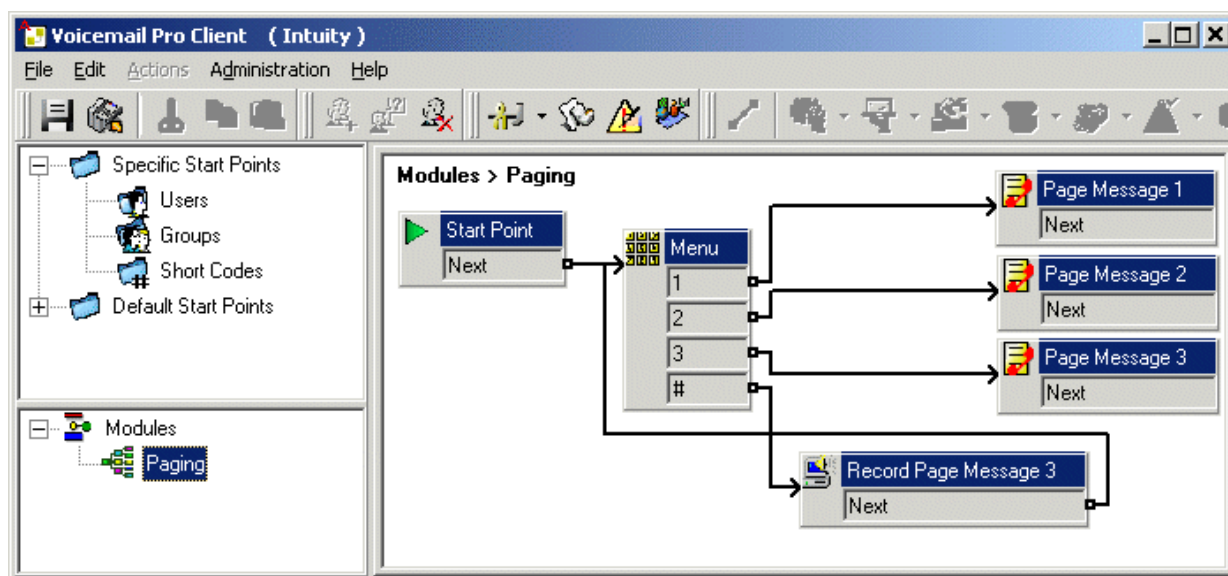 Voicemail Pro Client ( Intuity )
File Edit Actions Administration Help
Specific Start Points
Users
Groups
Short Codes
Default Start Points
Modules
Paging
Modules > Paging
Start Point
Next
Menu
1
2
3
#
Page Message 1
Next
Page Message 2
Next
Page Message 3
Next
Record Page Message 3
Next